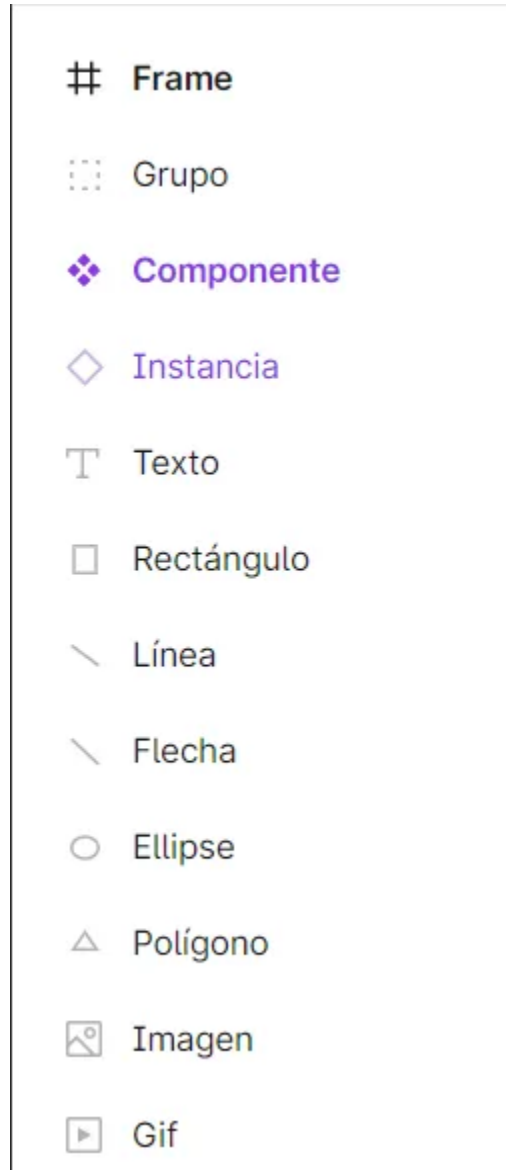 Frame
Grupo
Componente
Instancia
Texto
Rectángulo
Línea
Flecha
Ellipse
Polígono
Imagen
Gif